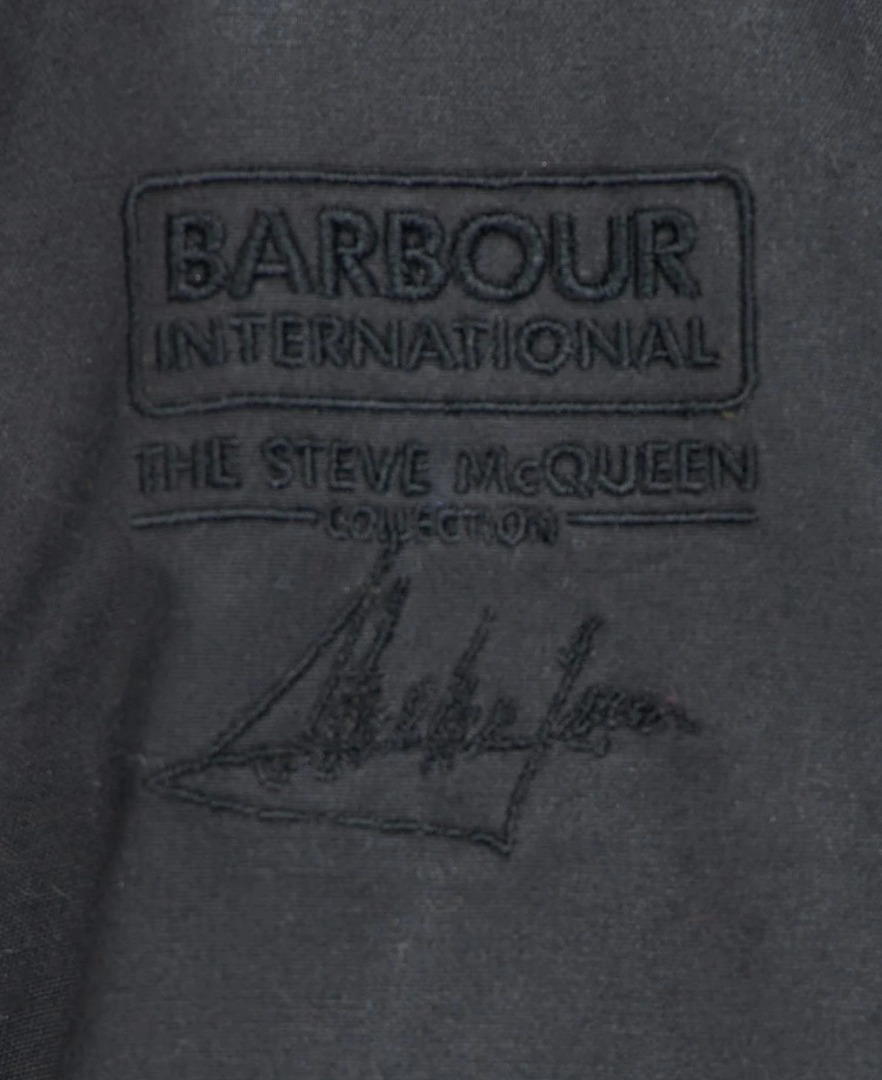 BARBOUR
INTERNATIONAL
THE STEVE McQUEEN
COLLECTION